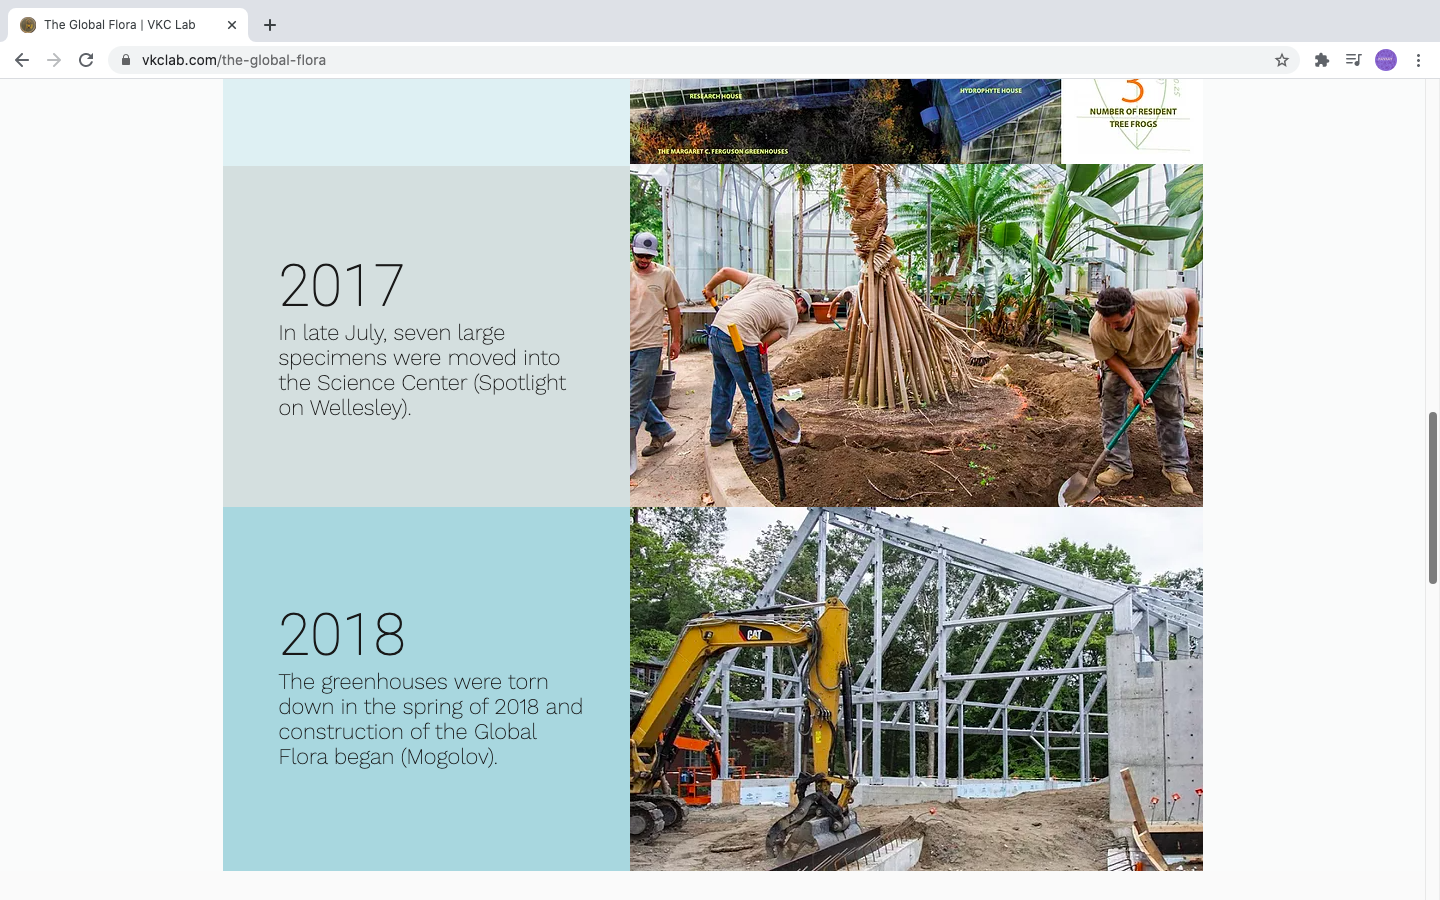 The Global Flora | VKC Lab
vkclab.com/the-global-flora
RESEARCH HOUSE
HYDROPHYTE HOUSE
3
NUMBER OF RESIDENT
TREE FROGS
THE MARGARET C. FERGUSON GREENHOUSES
2017
In late July, seven large
specimens were moved into
the Science Center (Spotlight
on Wellesley).
2018
The greenhouses were torn
down in the spring of 2018 and
construction of the Global
Flora began (Mogolov).
CAT